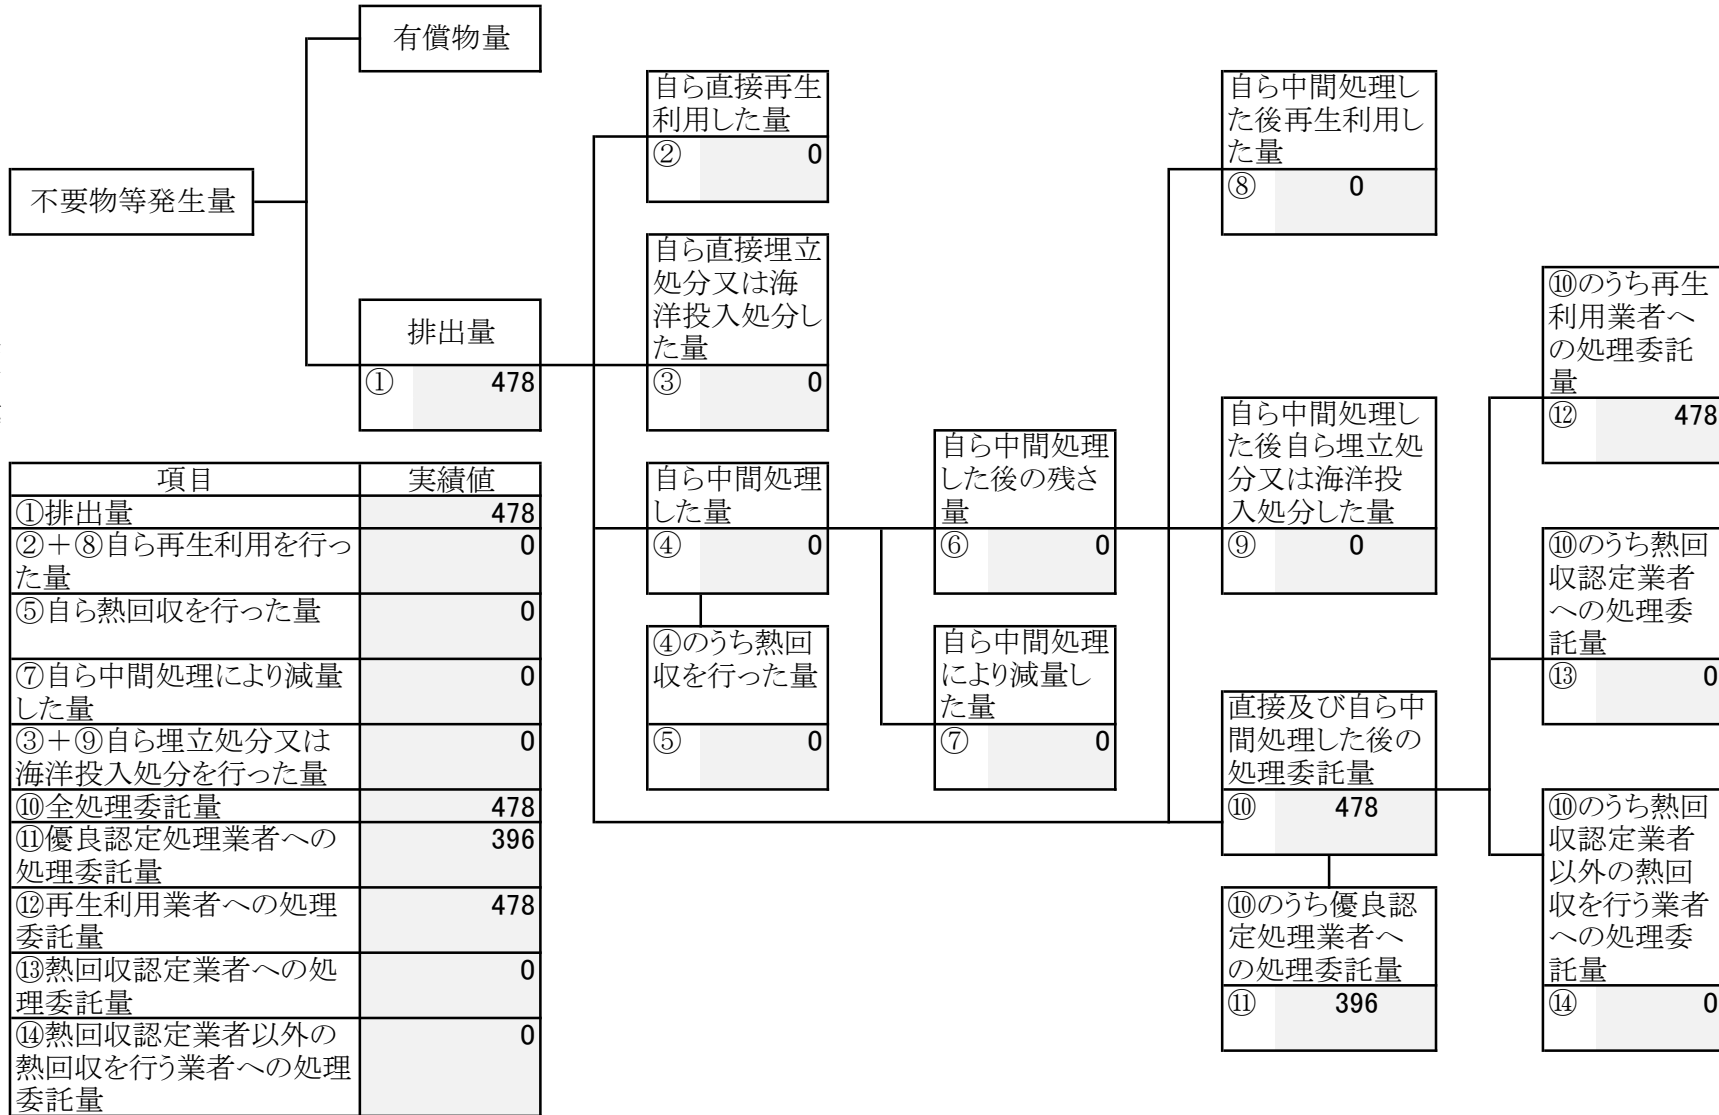 有償物量
不要物等発生量
排出量
① 478
自ら直接再生
利用した量
② 0
自ら直接埋立
処分又は海
洋投入処分し
た量
③ 0
自ら中間処理
した量
④ 0
④のうち熱回
収を行った量
⑤ 0
自ら中間処理
した後の残さ
量
⑥ 0
自ら中間処理
により減量し
た量
⑦ 0
自ら中間処理し
た後再生利用し
た量
⑧ 0
自ら中間処理し
た後自ら埋立処
分又は海洋投
入処分した量
⑨ 0
直接及び自ら中
間処理した後の
処理委託量
⑩ 478
⑩のうち優良認
定処理業者へ
の処理委託量
⑪ 396
⑩のうち再生
利用業者へ
の処理委託
量
⑫ 478
⑩のうち熱回
収認定業者
への処理委
託量
⑬ 0
⑩のうち熱回
収認定業者
以外の熱回
収を行う業者
への処理委
託量
⑭ 0
項目 実績値
①排出量 478
②＋⑧自ら再生利用を行っ 0
た量
⑤自ら熱回収を行った量 0
⑦自ら中間処理により減量 0
した量
③＋⑨自ら埋立処分又は 0
海洋投入処分を行った量
⑩全処理委託量 478
⑪優良認定処理業者への 396
処理委託量
⑫再生利用業者への処理 478
委託量
⑬熱回収認定業者への処 0
理委託量
⑭熱回収認定業者以外の 0
熱回収を行う業者への処理
委託量